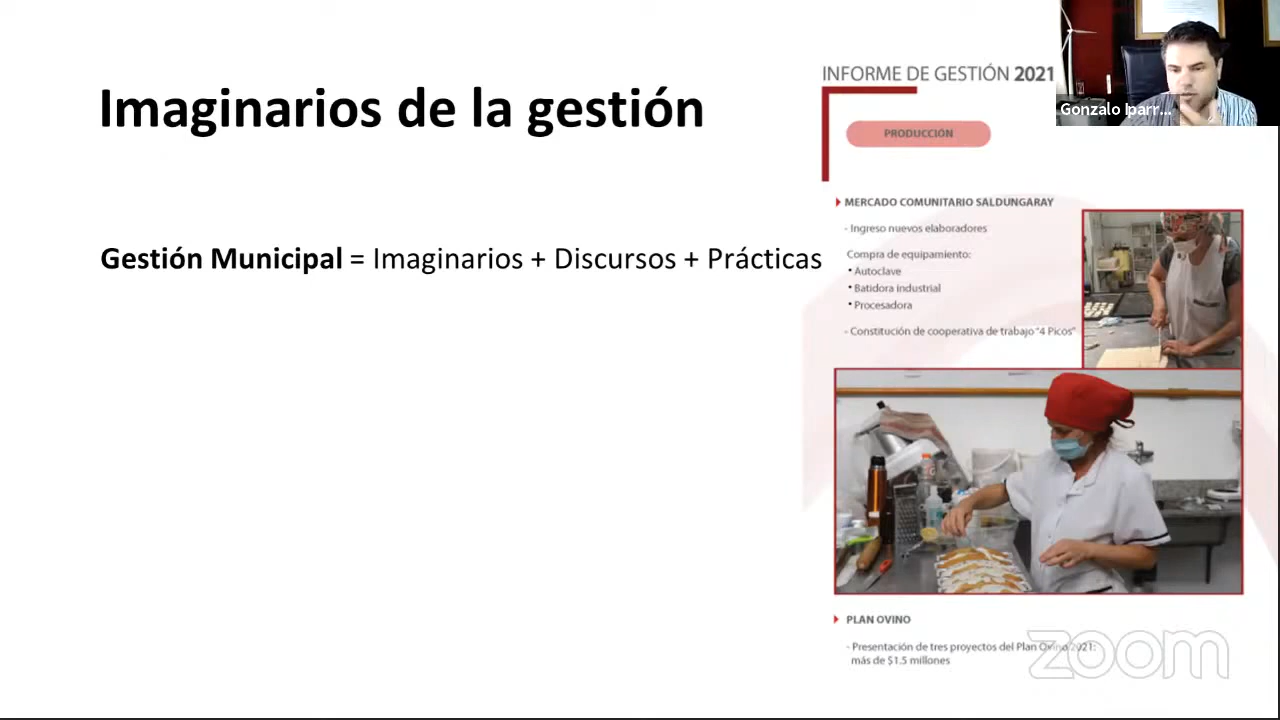 Imaginarios de la gestión
Gestión Municipal = Imaginarios + Discursos + Prácticas
INFORME DE GESTIÓN 2021
PRODUCCIÓN
MERCADO COMUNITARIO SALDUNGARAY
- Ingreso nuevos elaboradores
Compra de equipamiento:
• Autoclave
• Batidora industrial
• Procesadora
- Constitución de cooperativa de trabajo "4 Picos"
PLAN OVINO
- Presentación de tres proyectos del Plan Ovino 2021:
más de $1.5 millones
Gonzalo Iparr...
zoom